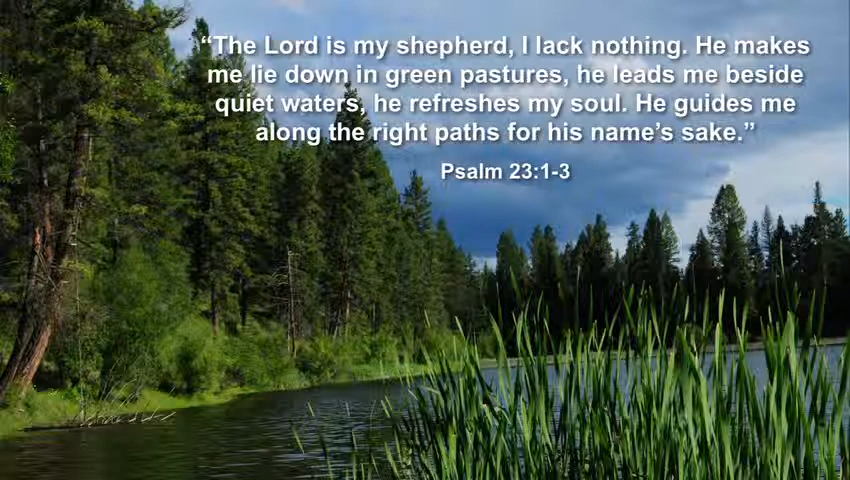 “The Lord is my shepherd, I lack nothing. He makes
me lie down in green pastures, he leads me beside
quiet waters, he refreshes my soul. He guides me
along the right paths for his name’s sake.”
Psalm 23:1-3